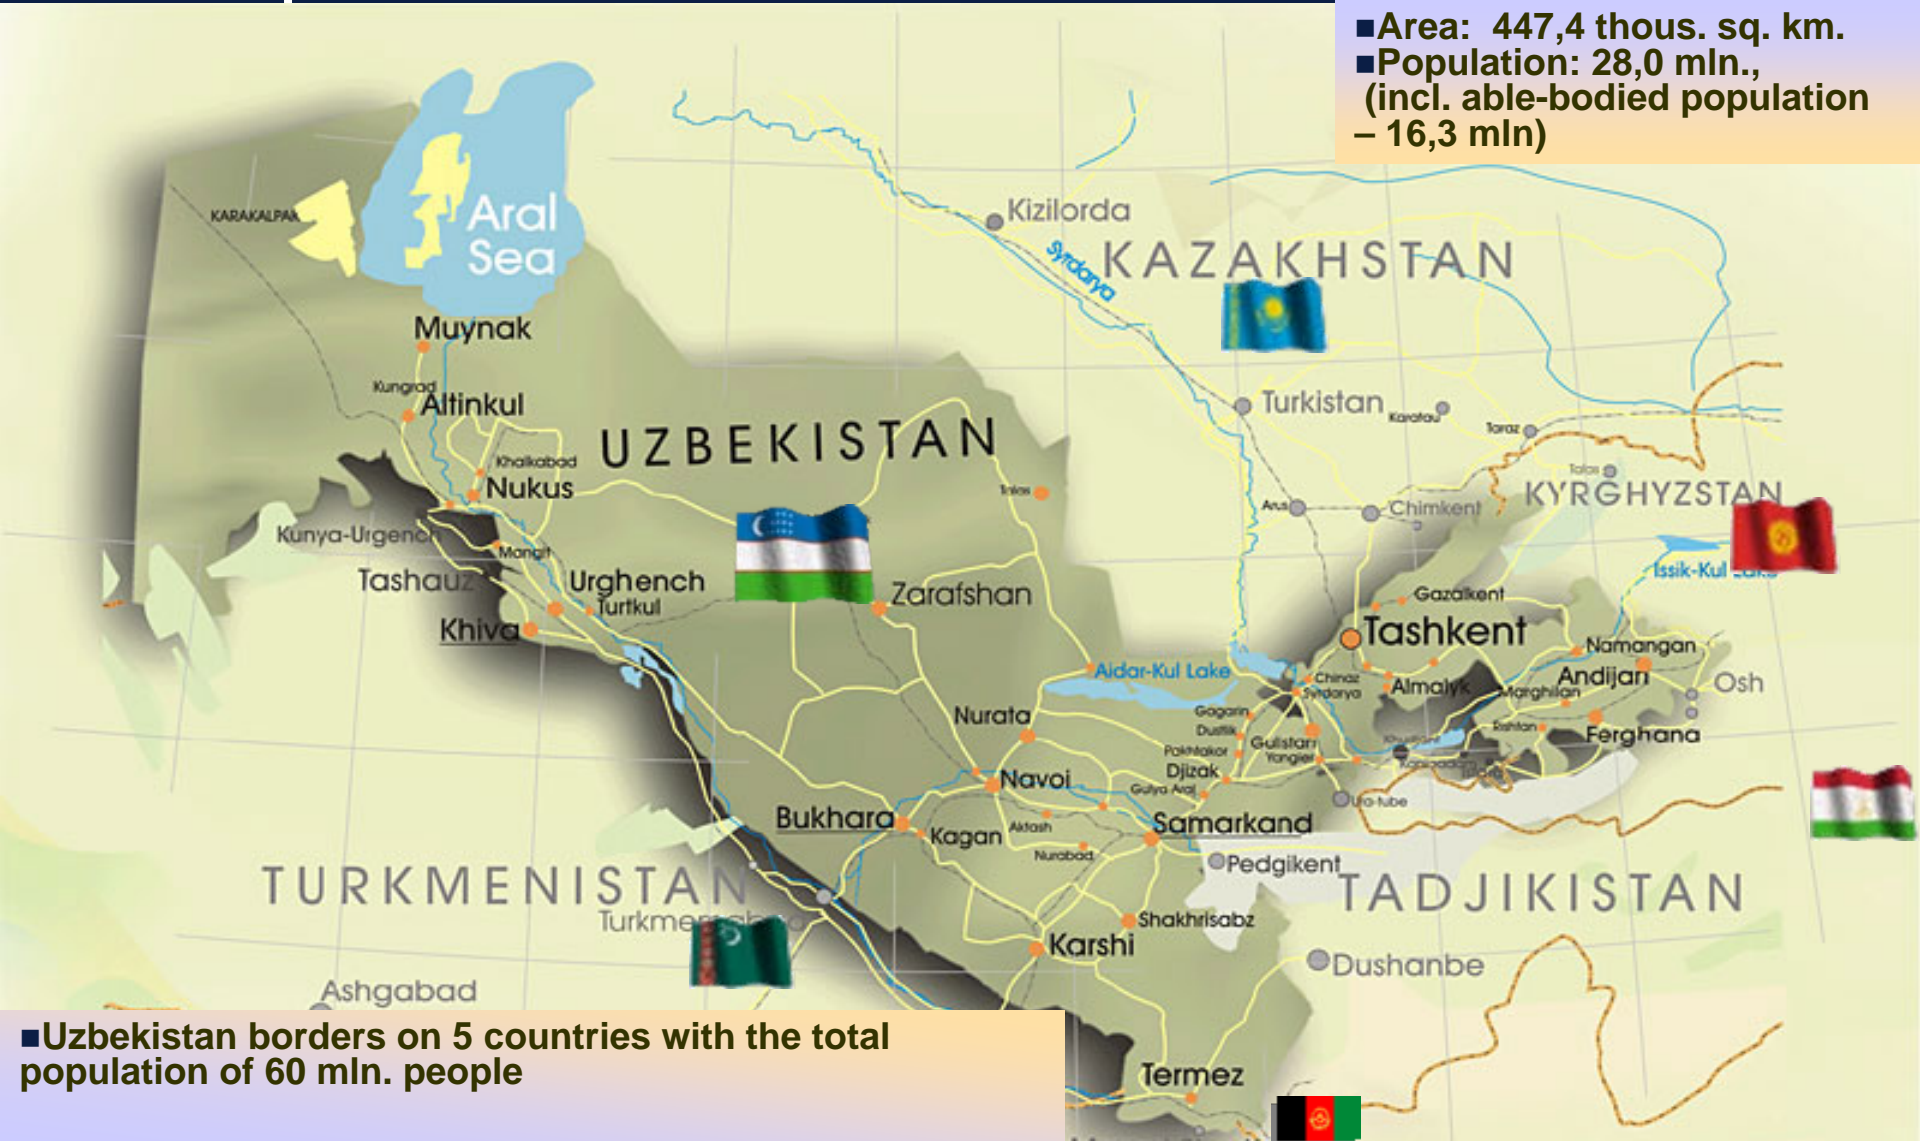 ■Area: 447,4 thous. sq. km.
■Population: 28,0 mln.,
(incl. able-bodied population
– 16,3 mln)
Aral
Sea
Kizilorda
KAZAKHSTAN
Syrdarya
Muynak
Kungrad
Altinkul
UZBEKISTAN
Turkistan
Karatau
Taraz
Talas
KYRGHYZSTAN
Khalkabad
Nukus
Talas
Arus
Chimkent
Kunya-Urgench
Mangit
Issik-Kul
Tashauz
Urghench
Turtkul
Zarafshan
Gazalkent
Khiva
Tashkent
Namangan
Aidar-Kul Lake
Chinaz
Syrdarya
Almalyk
Andijan
Marghilan
Osh
Nurata
Gagarin
Dustlik
Gulistan
Rishtan
Ferghana
Pakhtakor
Yangier
Djizak
Navoi
Gulya Aral
Ura-tube
Bukhara
Kagan
Aktash
Samarkand
Nurabad
Pedgikent
TURKMENISTAN
TADJIKISTAN
Shakhrisabz
Karshi
Dushanbe
Ashgabad
■Uzbekistan borders on 5 countries with the total
population of 60 mln. people
Termez